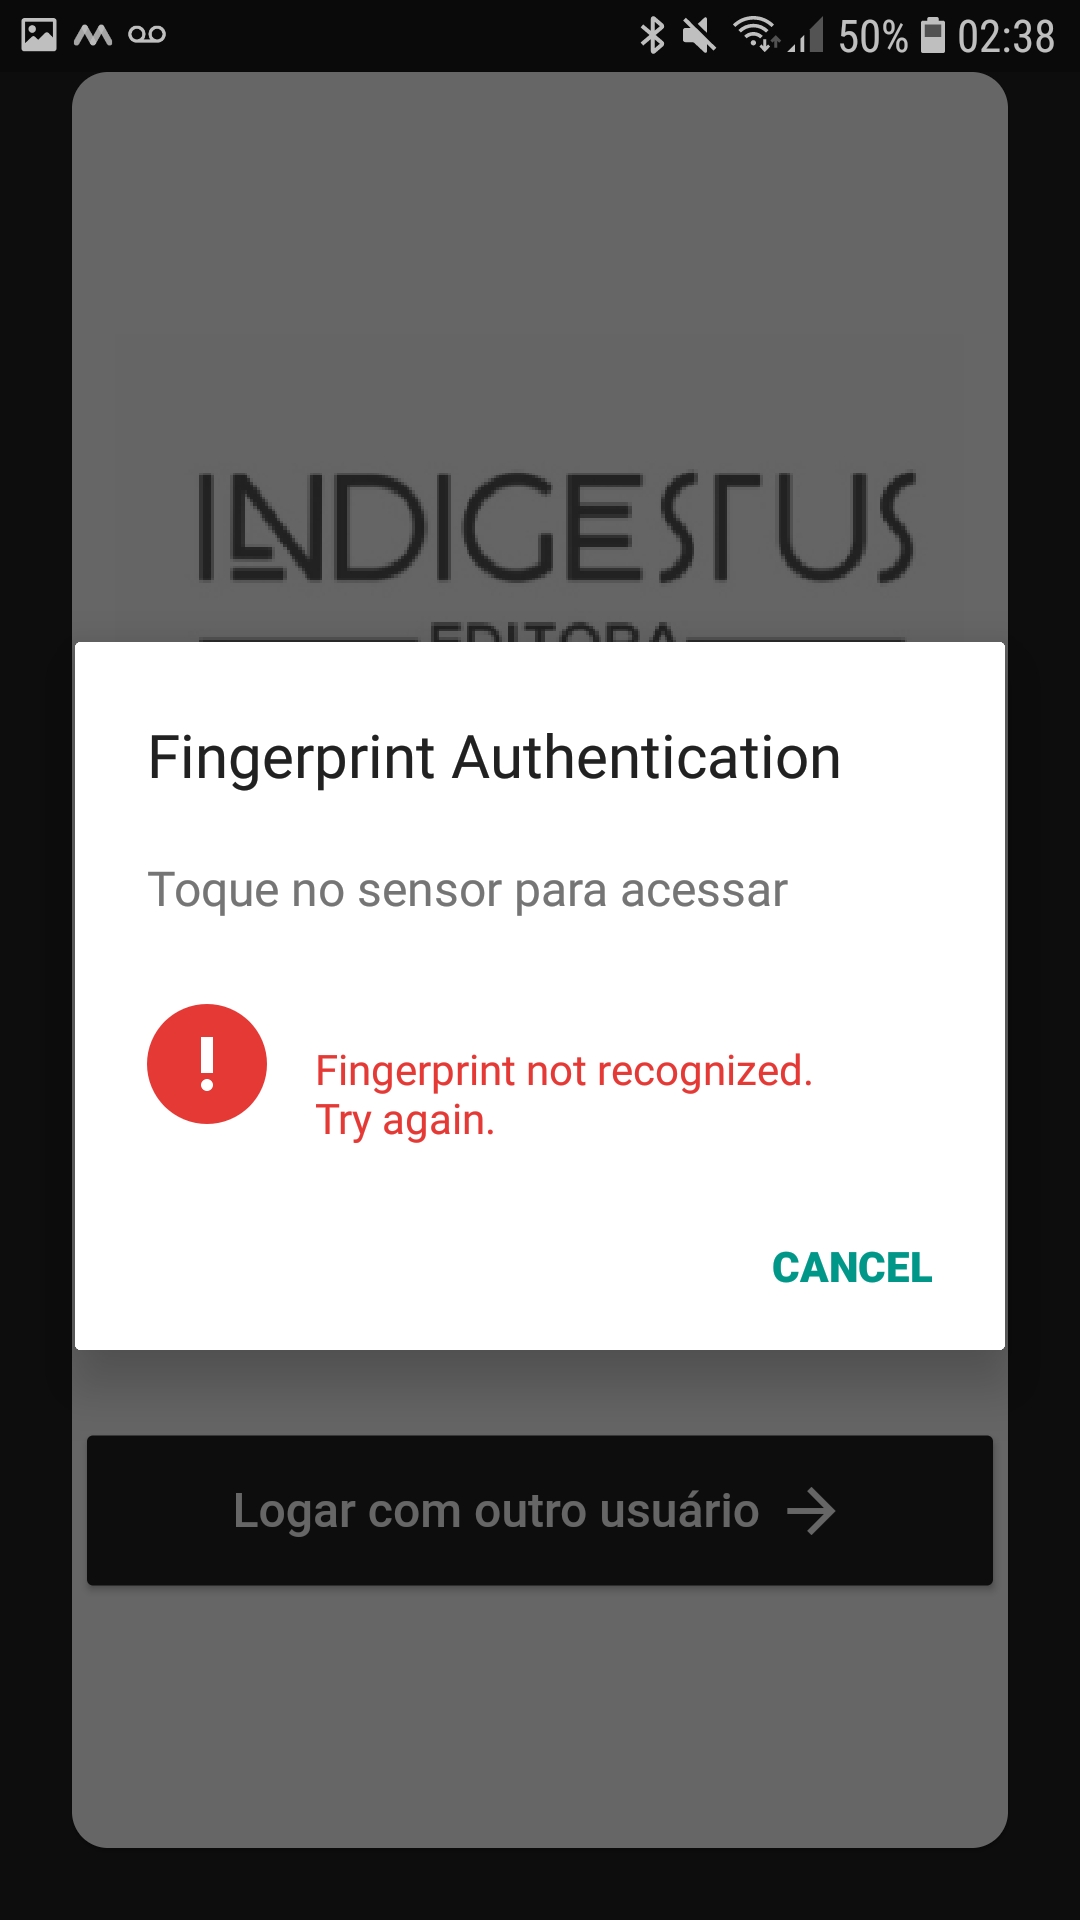 50% 02:38
INDIGESTUS
EDITORA
Fingerprint Authentication
Toque no sensor para acessar
Fingerprint not recognized.
Try again.
CANCEL
Logar com outro usuário